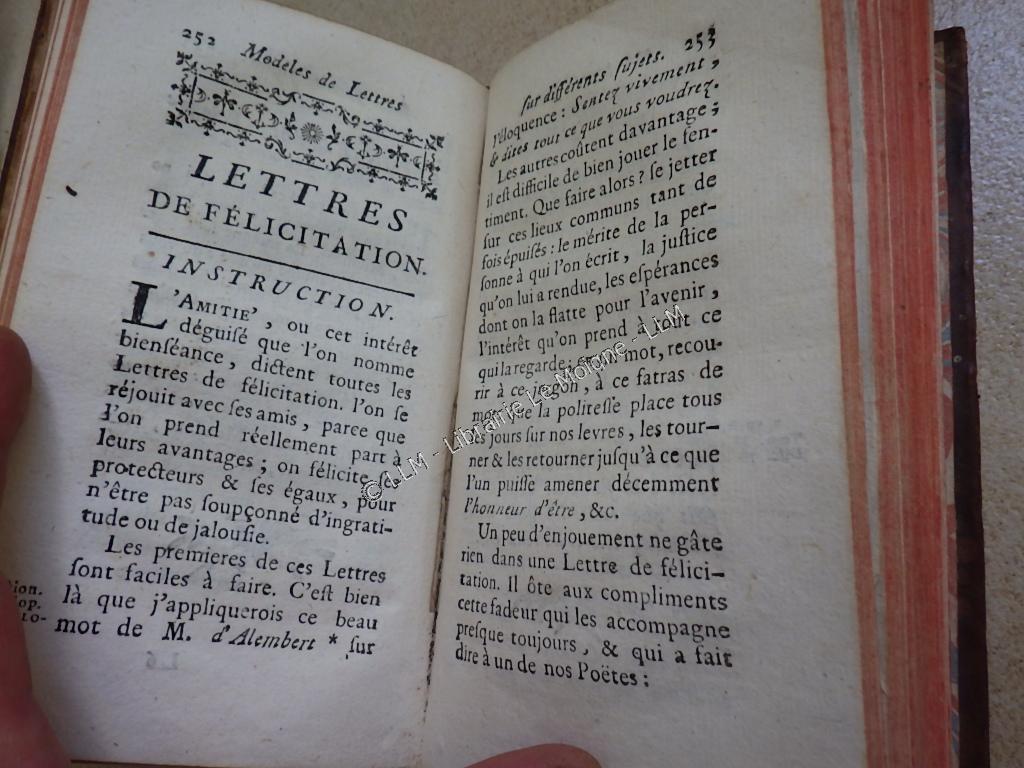 252 Modeles de Lettres
LETTRES
DE FÉLICITATION.
INSTRUCTION.
L'AMITIE', ou cet intérêt
déguiſé que l'on nomme
bienſéance, dictent toutes les
Lettres de félicitation. l'on ſe
réjouit avec ſes amis, parce que
l'on prend réellement part à
leurs avantages; on félicite
protecteurs & ſes égaux, pour
n'être pas ſoupçonné d'ingrati-
tude ou de jalouſie.
Les premieres de ces Lettres
ſont faciles à faire. C'eſt bien
là que j'appliquerois ce beau
mot de M. d'Alembert * ſur
L6
ſur différents ſujets. 253
l'éloquence : Sentez vivement,
& dites tout ce que vous voudrez.
Les autres coûtent davantage;
il eſt difficile de bien jouer le ſen-
timent. Que faire alors? ſe jetter
ſur ces lieux communs tant de
fois épuiſés : le mérite de la per-
ſonne à qui l'on écrit, la juſtice
qu'on lui a rendue, les eſpérances
dont on la flatte pour l'avenir,
l'intérêt qu'on prend à tout ce
qui la regarde; en un mot, recou-
rir à ce jargon, à ce fatras de
mots que la politeſſe place tous
les jours ſur nos levres, les tour-
ner & les retourner juſqu'à ce que
l'un puiſſe amener décemment
l'honneur d'être, &c.
Un peu d'enjouement ne gâte
rien dans une Lettre de félici-
tation. Il ôte aux compliments
cette fadeur qui les accompagne
preſque toujours, & qui a fait
dire à un de nos Poëtes :
© LLM - Librairie Le Moigne - LLM